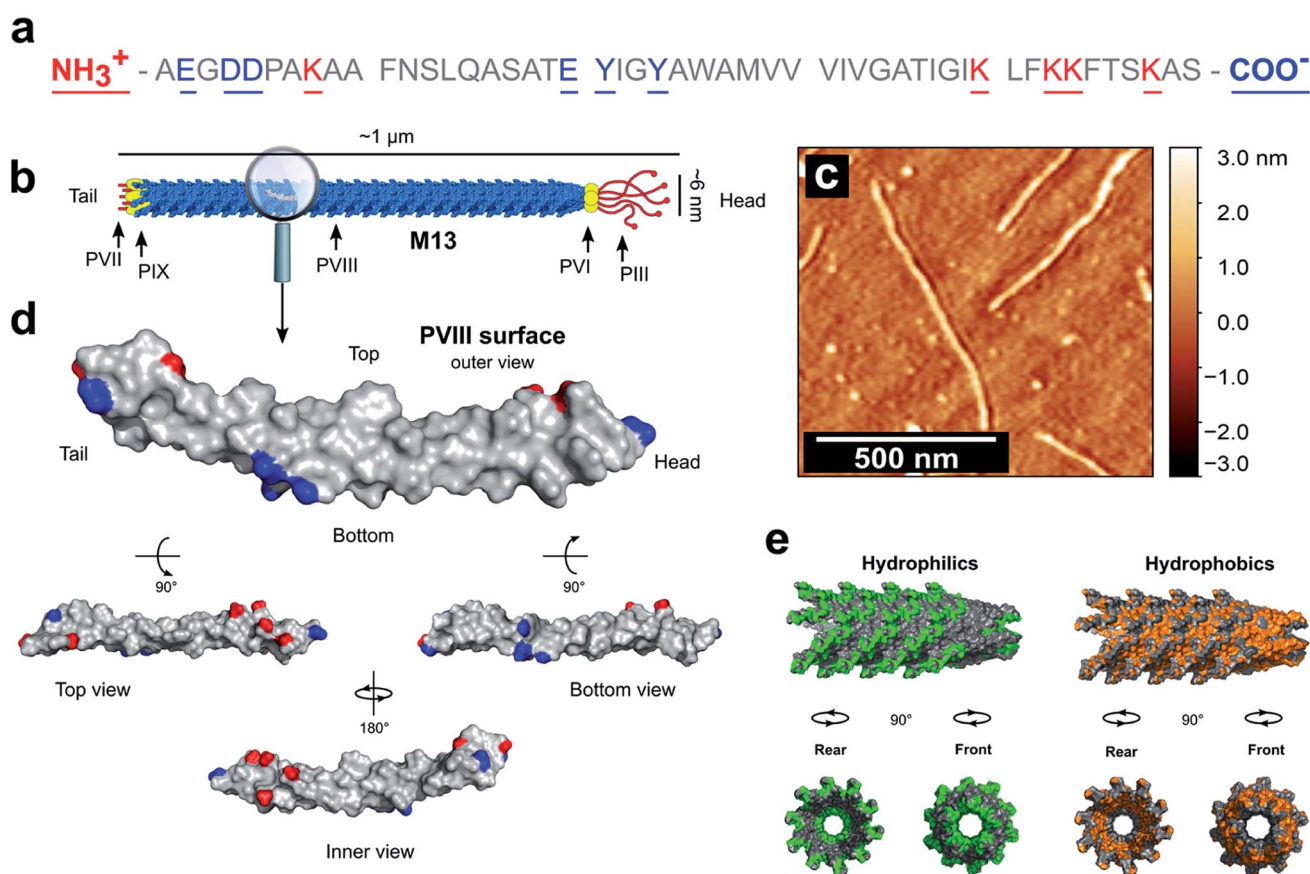 a
NH3+ - AEGDDPAKAA FNSLQASATE YIGYAWAMVV VIVGATIGIK LFKKFTSKAS - COO-
b
~1 µm
Tail
~6 nm
Head
M13
PVII
PIX
PVIII
PVI
PIII
c
500 nm
3.0 nm
2.0
1.0
0.0
−1.0
−2.0
−3.0
d
PVIII surface
outer view
Top
Tail
Head
Bottom
90°
90°
Top view
Bottom view
180°
Inner view
e
Hydrophilics
Hydrophobics
90°
90°
Rear
Front
Rear
Front